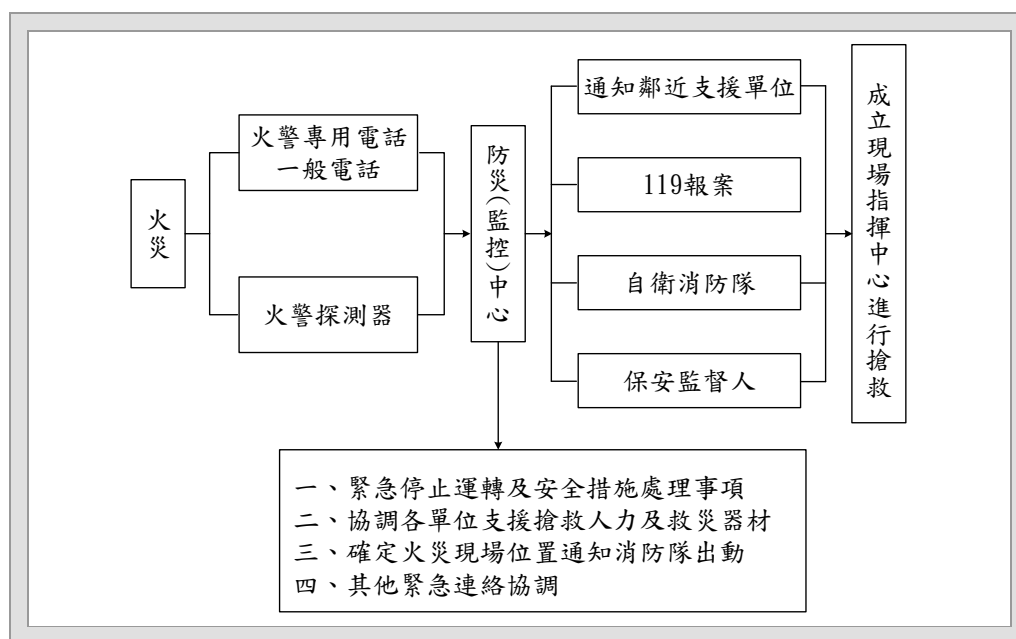 火災
火警專用電話
一般電話
火警探測器
防災(監控)中心
通知鄰近支援單位
119報案
自衛消防隊
保安監督人
成立現場指揮中心進行搶救
一、緊急停止運轉及安全措施處理事項
二、協調各單位支援搶救人力及救災器材
三、確定火災現場位置通知消防隊出動
四、其他緊急連絡協調